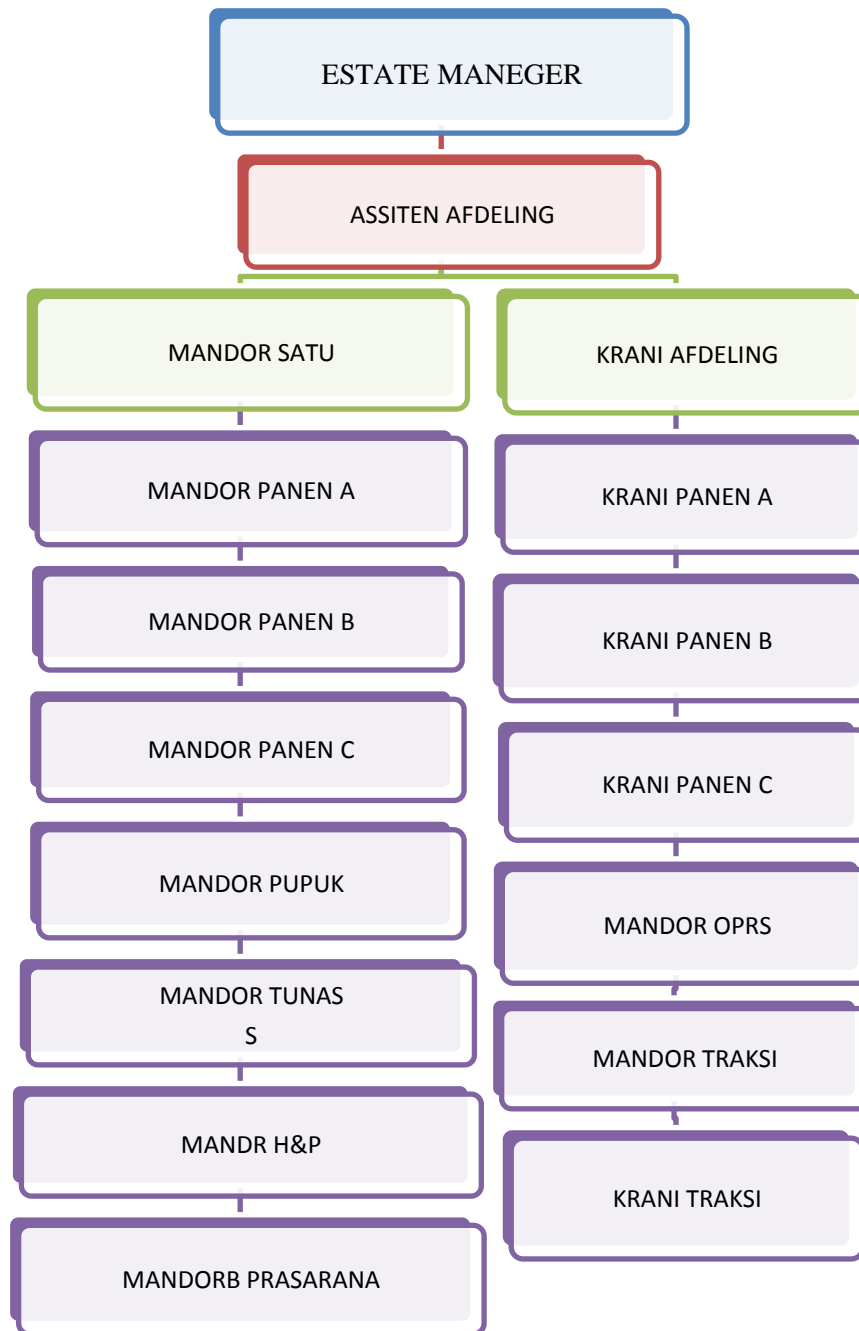 ESTATE MANEGER
ASSITEN AFDELING
MANDOR SATU
MANDOR PANEN A
MANDOR PANEN B
MANDOR PANEN C
MANDOR PUPUK
MANDOR TUNAS
S
MANDR H&P
MANDORB PRASARANA
KRANI AFDELING
KRANI PANEN A
KRANI PANEN B
KRANI PANEN C
MANDOR OPRS
MANDOR TRAKSI
KRANI TRAKSI